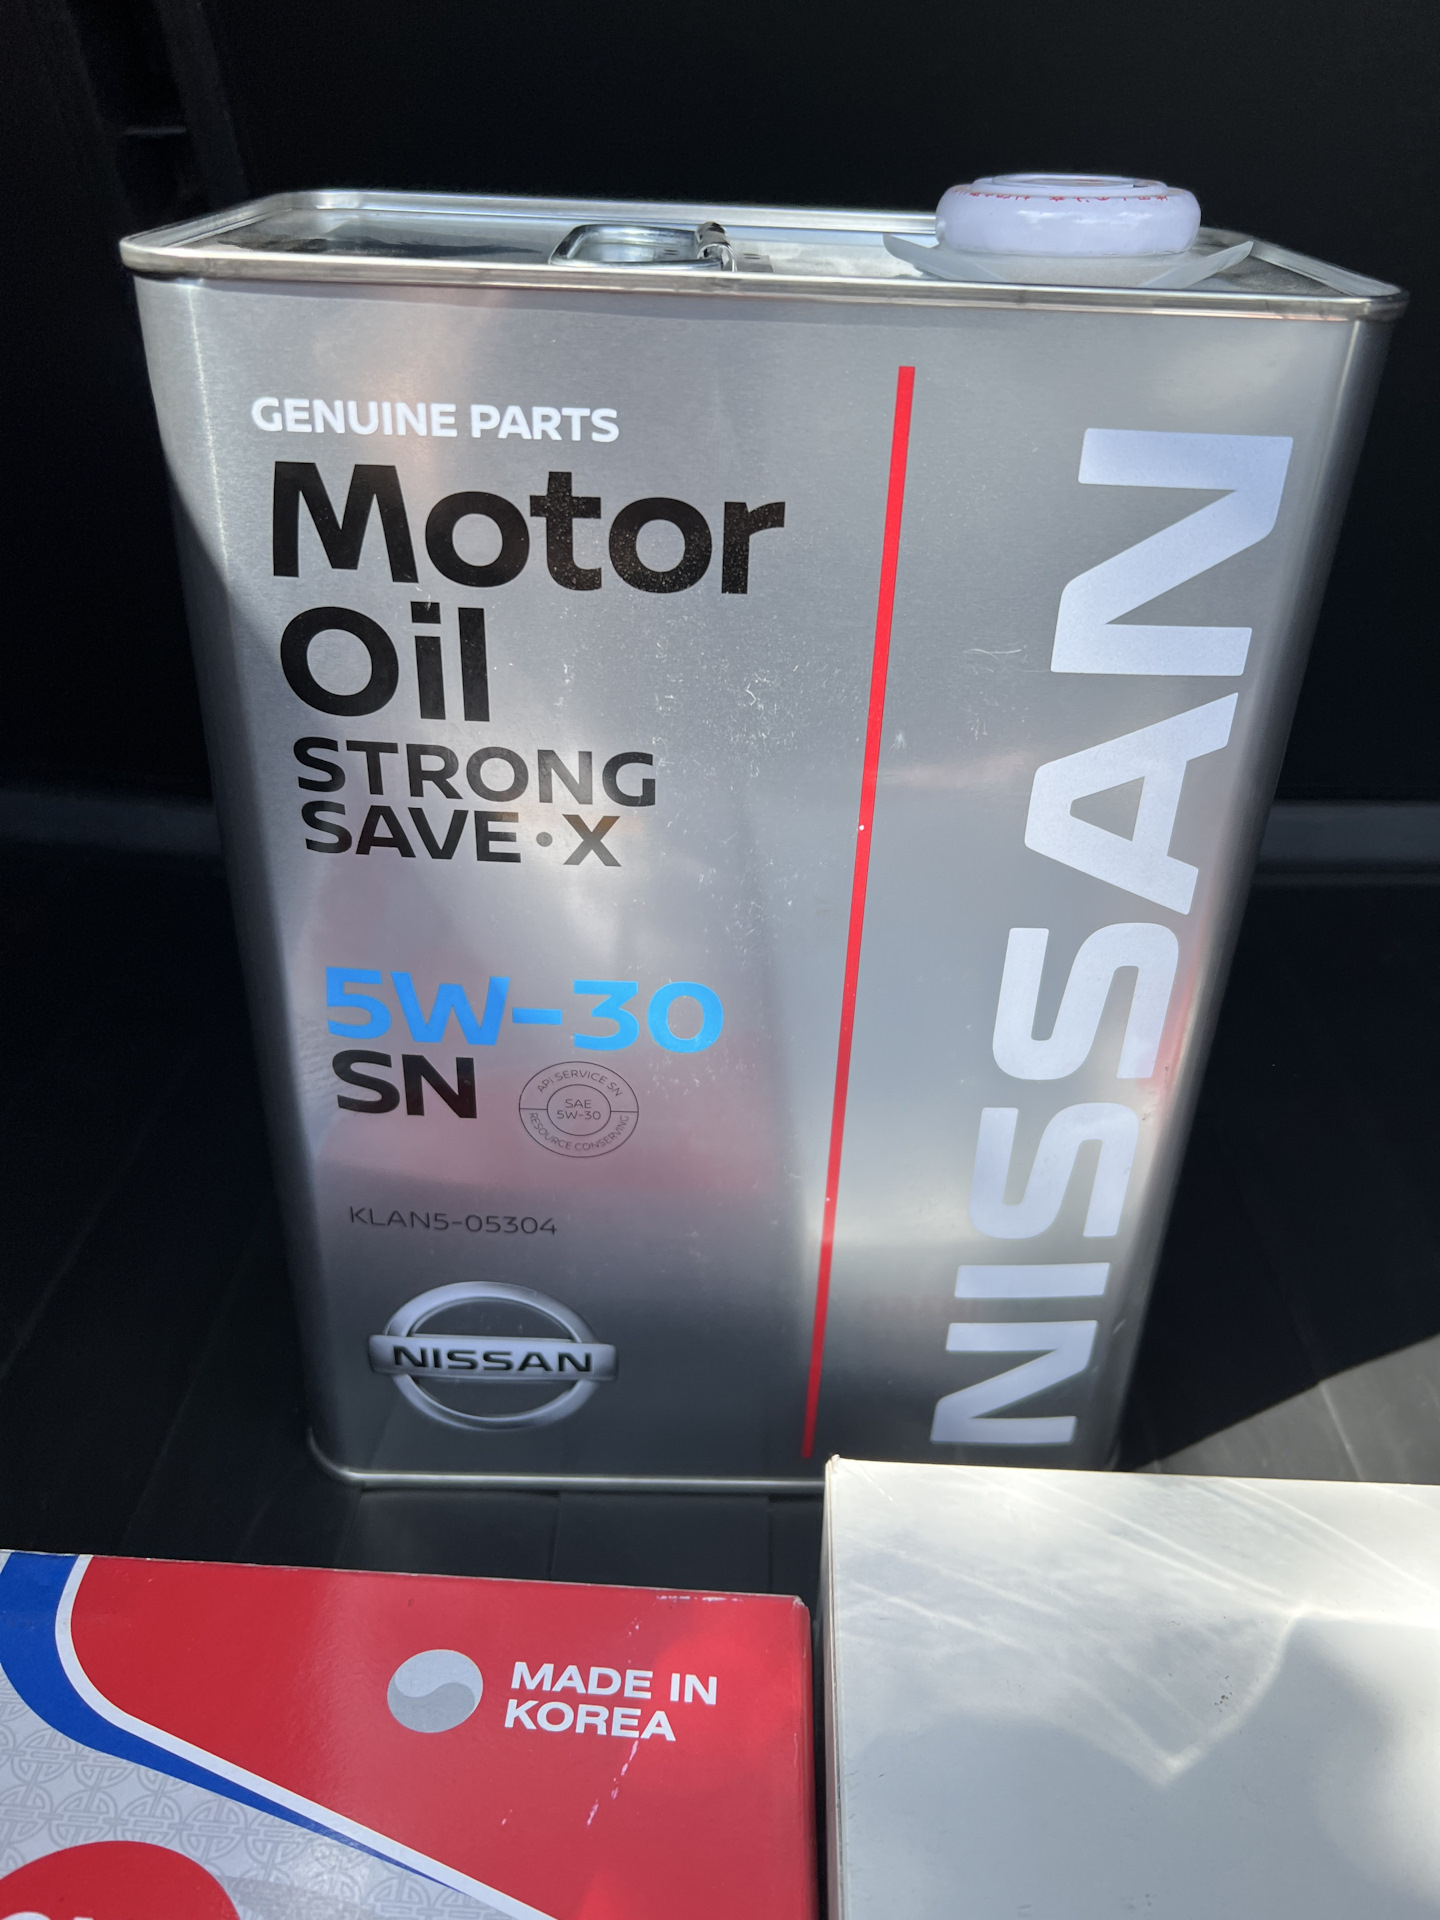 GENUINE PARTS
Motor
Oil
STRONG
SAVE·X
5W-30
SN
API SERVICE SN
SAE
5W-30
RESOURCE CONSERVING
KLAN5-05304
NISSAN
NISSAN
MADE IN
KOREA